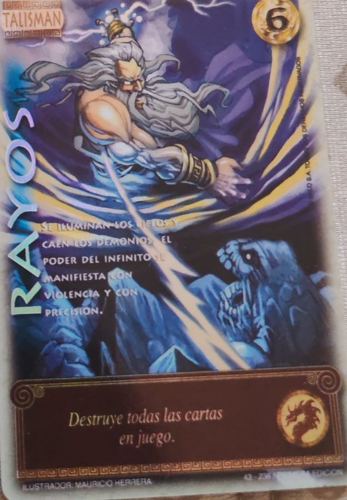 TALISMAN
6
RAYOS
SE ILUMINAN LOS CIELOS Y
CAEN LOS DEMONIOS, EL
PODER DEL INFINITO SE
MANIFIESTA CON
VIOLENCIA Y CON
PRECISIÓN.
Destruye todas las cartas
en juego.
ILUSTRADOR: MAURICIO HERRERA
EDICIÓN